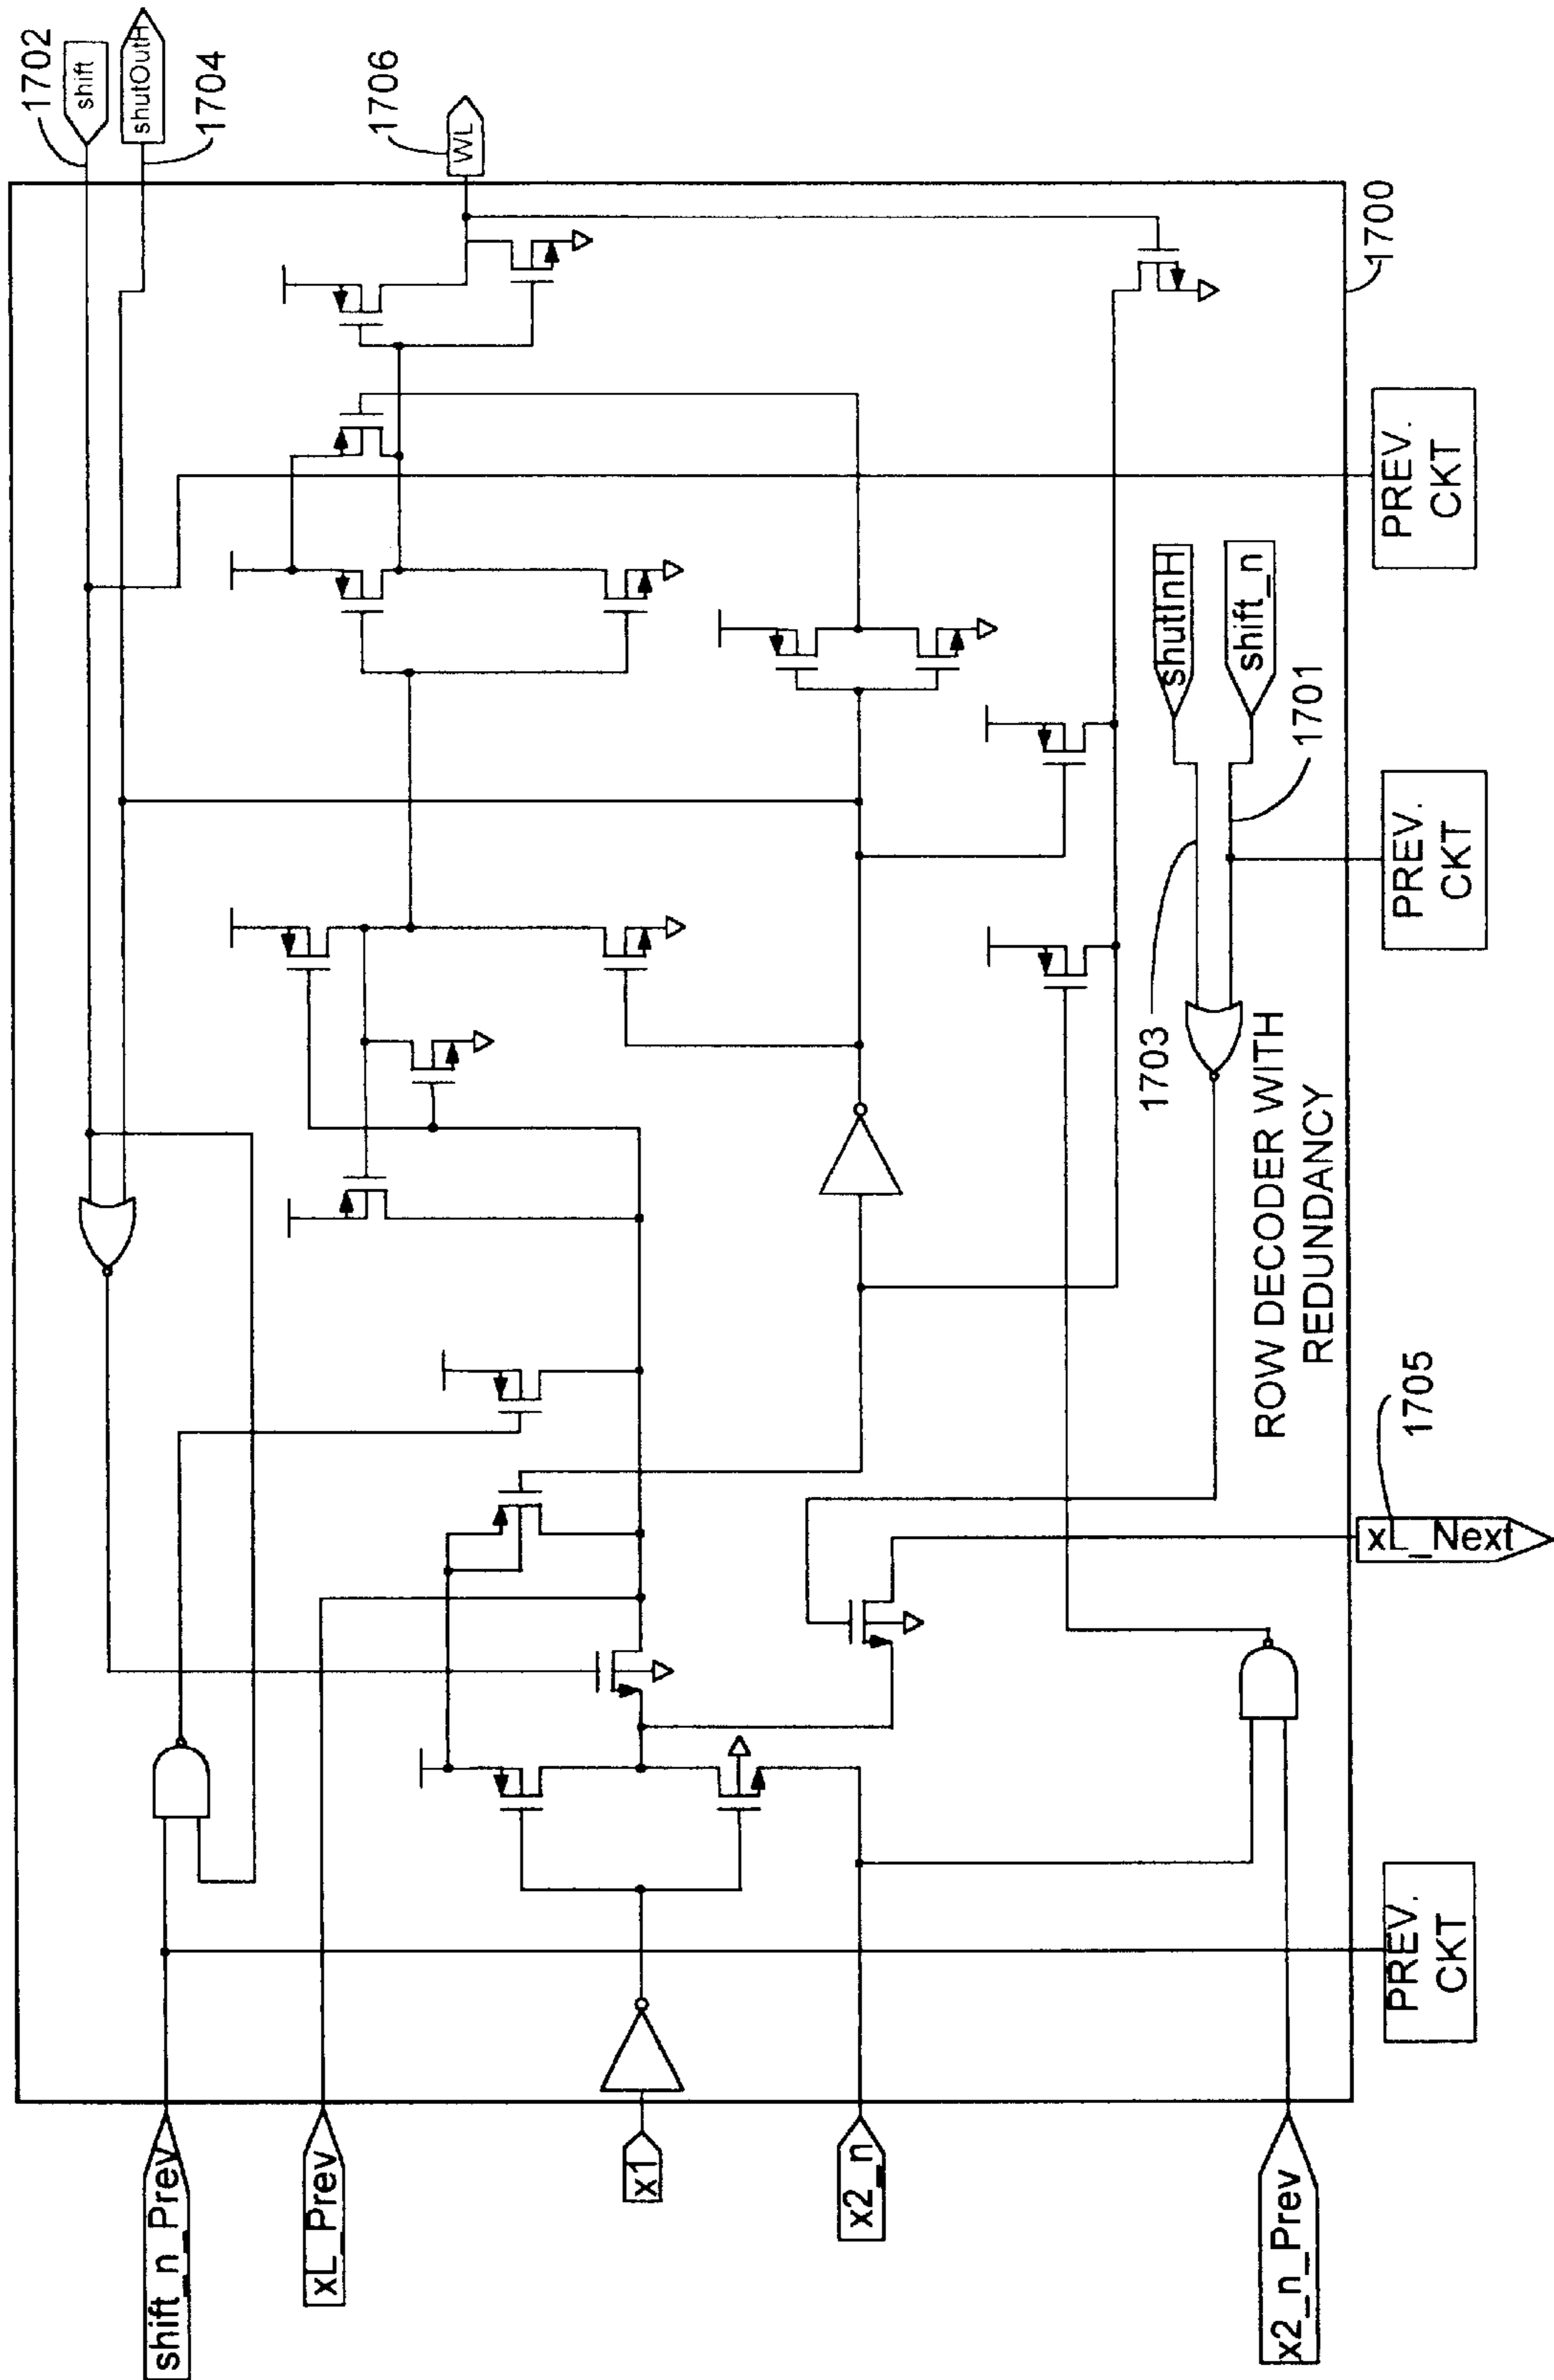 1702
shift
shutOutH
1704
1706
WL
1700
PREV.
CKT
shutInH
shift_n
1701
PREV.
CKT
1703
ROW DECODER WITH
REDUNDANCY
1705
xL_Next
PREV.
CKT
shift_n_Prev
xL_Prev
x1
x2_n
x2_n_Prev